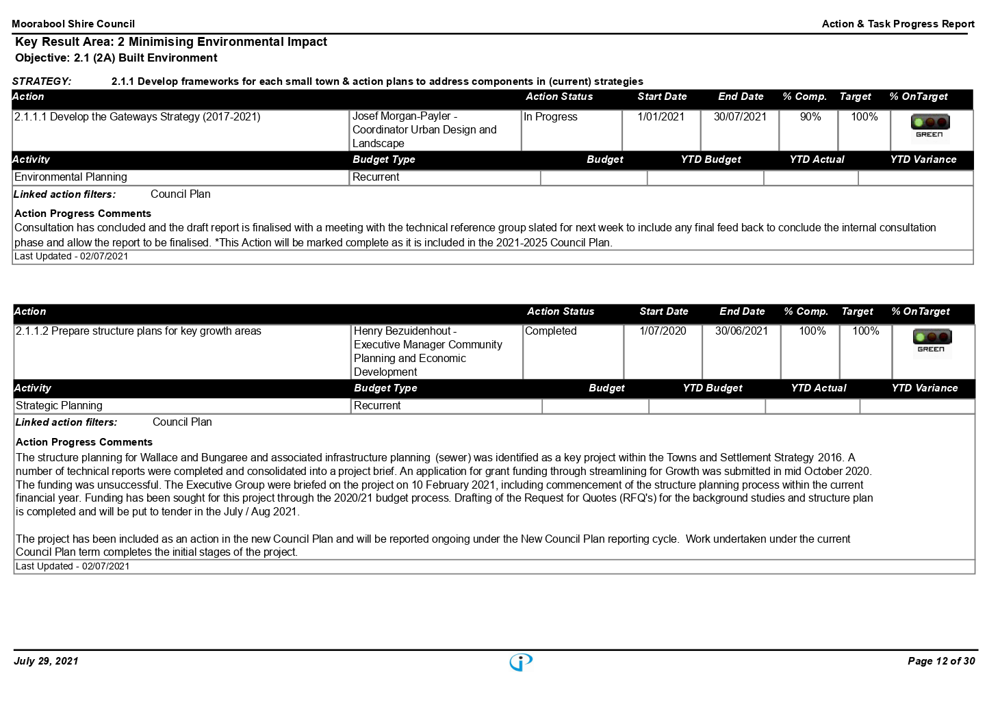 Moorabool Shire Council Action & Task Progress Report
Key Result Area: 2 Minimising Environmental Impact
Objective: 2.1 (2A) Built Environment
STRATEGY: 2.1.1 Develop frameworks for each small town & action plans to address components in (current) strategies
Action Action Status Start Date End Date % Comp. Target % OnTarget
2.1.1.1 Develop the Gateways Strategy (2017-2021) Josef Morgan-Payler - In Progress 1/01/2021 30/07/2021 90% 100%
Coordinator Urban Design and
GREEN
Landscape
Activity Budget Type Budget YTD Budget YTD Actual YTD Variance
Environmental Planning Recurrent
Linked action filters: Council Plan
Action Progress Comments
Consultation has concluded and the draft report is finalised with a meeting with the technical reference group slated for next week to include any final feed back to conclude the internal consultation
phase and allow the report to be finalised. *This Action will be marked complete as it is included in the 2021-2025 Council Plan.
Last Updated - 02/07/2021
Action Action Status Start Date End Date % Comp. Target % OnTarget
2.1.1.2 Prepare structure plans for key growth areas Henry Bezuidenhout - Completed 1/07/2020 30/06/2021 100% 100%
Executive Manager Community
GREEN
Planning and Economic
Development
Activity Budget Type Budget YTD Budget YTD Actual YTD Variance
Strategic Planning Recurrent
Linked action filters: Council Plan
Action Progress Comments
The structure planning for Wallace and Bungaree and associated infrastructure planning (sewer) was identified as a key project within the Towns and Settlement Strategy 2016. A
number of technical reports were completed and consolidated into a project brief. An application for grant funding through streamlining for Growth was submitted in mid October 2020.
The funding was unsuccessful. The Executive Group were briefed on the project on 10 February 2021, including commencement of the structure planning process within the current
financial year. Funding has been sought for this project through the 2020/21 budget process. Drafting of the Request for Quotes (RFQ's) for the background studies and structure plan
is completed and will be put to tender in the July / Aug 2021.
The project has been included as an action in the new Council Plan and will be reported ongoing under the New Council Plan reporting cycle. Work undertaken under the current
Council Plan term completes the initial stages of the project.
Last Updated - 02/07/2021
July 29, 2021 Page 12 of 30